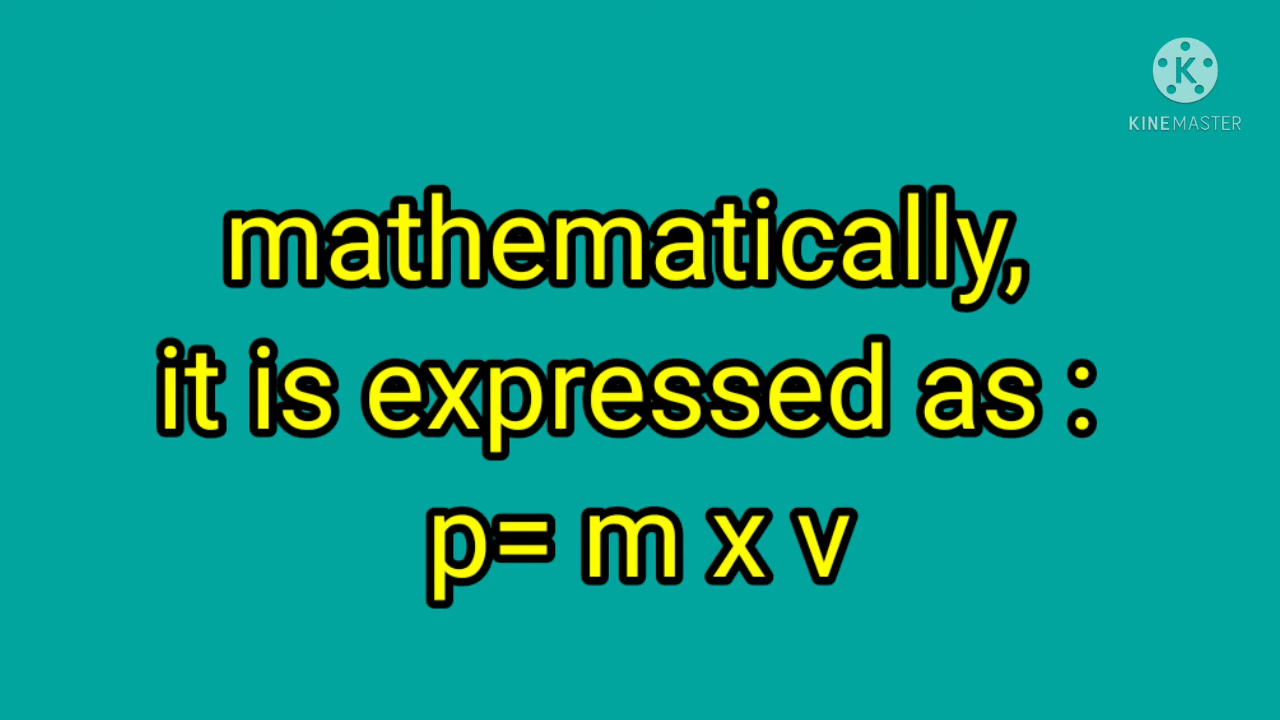 K
KINEMASTER
mathematically,
it is expressed as :
p= m x v